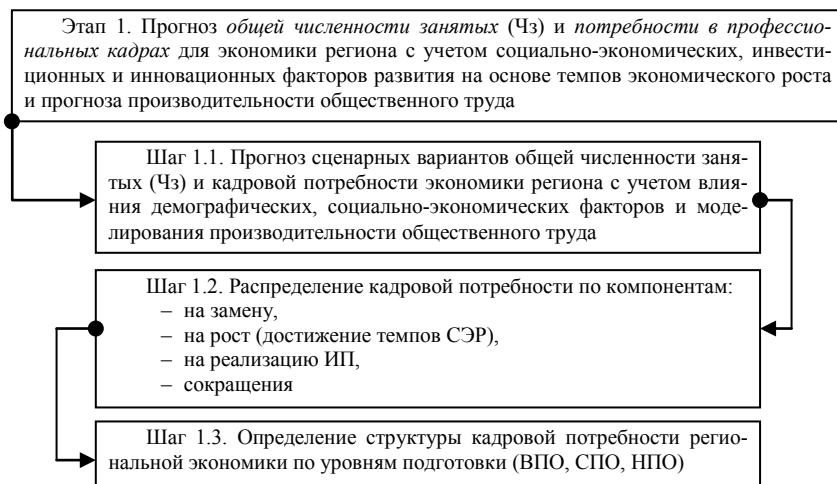 Этап 1. Прогноз общей численности занятых (Чз) и потребности в профессио-
нальных кадрах для экономики региона с учетом социально-экономических, инвести-
ционных и инновационных факторов развития на основе темпов экономического роста
и прогноза производительности общественного труда
Шаг 1.1. Прогноз сценарных вариантов общей численности заня-
тых (Чз) и кадровой потребности экономики региона с учетом влия-
ния демографических, социально-экономических факторов и моде-
лирования производительности общественного труда
Шаг 1.2. Распределение кадровой потребности по компонентам:
– на замену,
– на рост (достижение темпов СЭР),
– на реализацию ИП,
– сокращения
Шаг 1.3. Определение структуры кадровой потребности регио-
нальной экономики по уровням подготовки (ВПО, СПО, НПО)